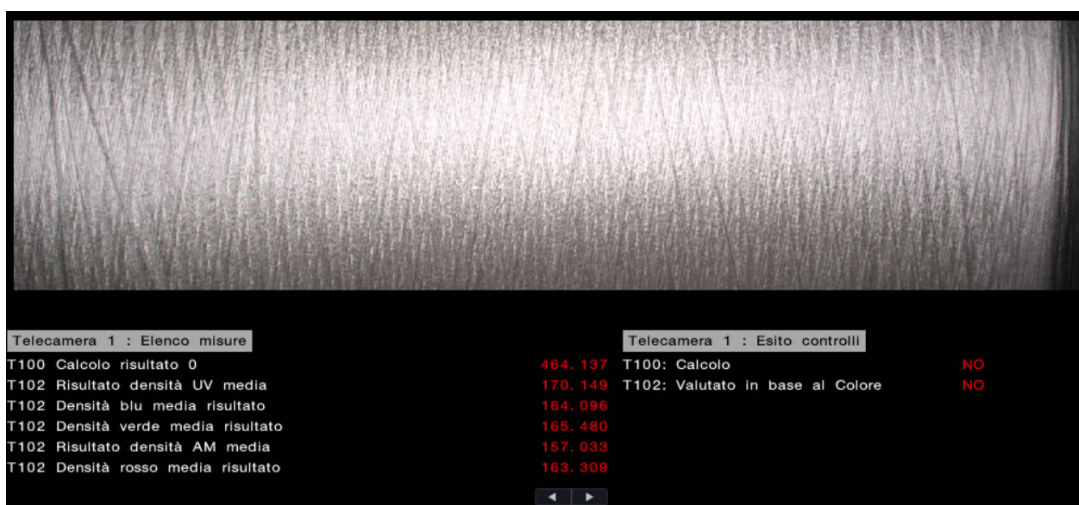 Telecamera 1 : Elenco misure
T100 Calcolo risultato 0 464.137
T102 Risultato densità UV media 170.149
T102 Densità blu media risultato 164.096
T102 Densità verde media risultato 165.480
T102 Risultato densità AM media 157.033
T102 Densità rosso media risultato 163.309
Telecamera 1 : Esito controlli
T100: Calcolo NO
T102: Valutato in base al Colore NO